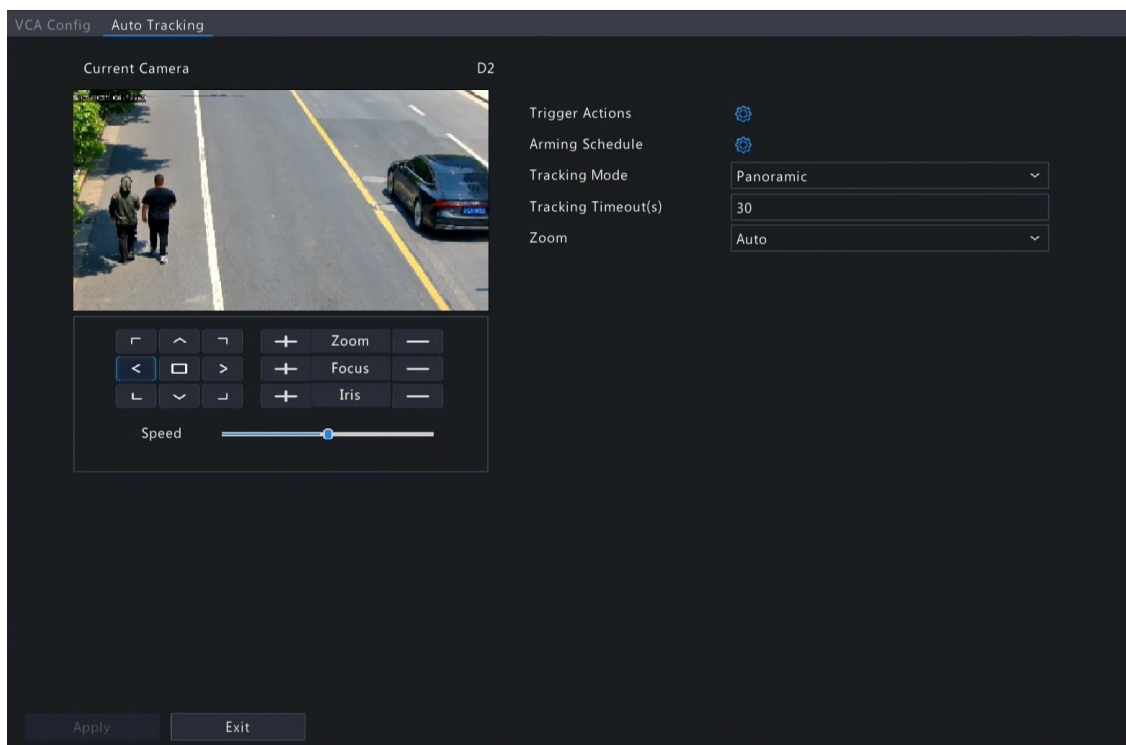 VCA Config Auto Tracking
Current Camera D2
Trigger Actions
Arming Schedule
Tracking Mode Panoramic
Tracking Timeout(s) 30
Zoom Auto
Zoom
Focus
Iris
Speed
Apply Exit